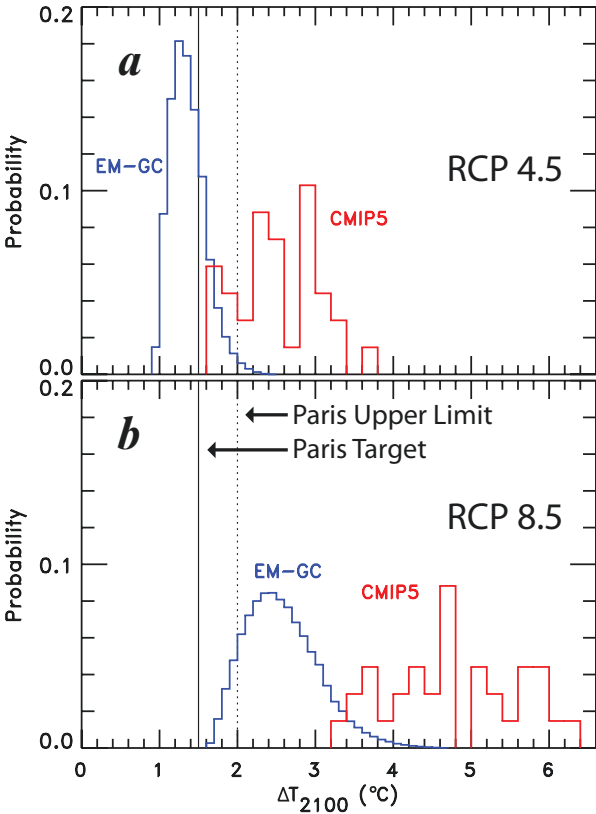 0.2
a
EM-GC
RCP 4.5
0.1
CMIP5
Probability
0.0
0.2
b
Paris Upper Limit
Paris Target
RCP 8.5
0.1
EM-GC
CMIP5
Probability
0.0
0 1 2 3 4 5 6
ΔT2100 (°C)